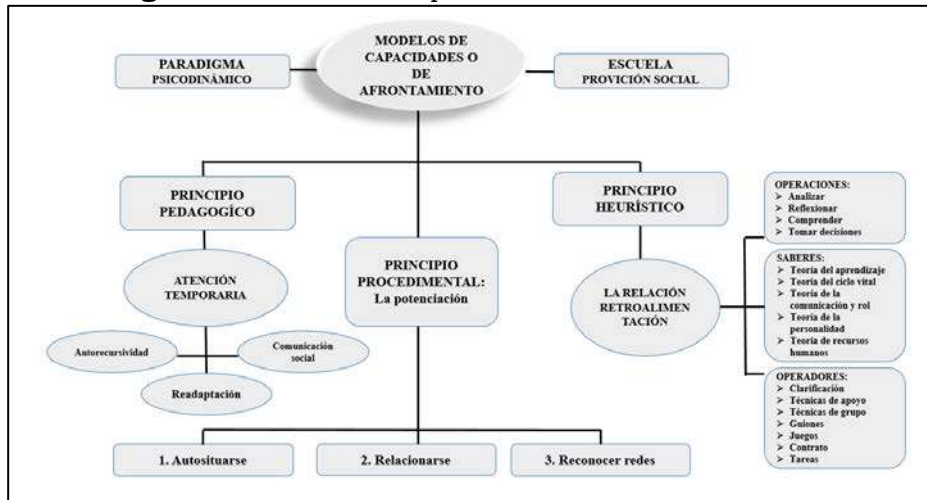 MODELOS DE
CAPACIDADES O
DE
AFRONTAMIENTO
PARADIGMA
PSICODINÁMICO
ESCUELA
PROVICIÓN SOCIAL
PRINCIPIO
PEDAGOGÍCO
ATENCIÓN
TEMPORARIA
Autorecursividad
Comunicación
social
Readaptación
PRINCIPIO
PROCEDIMENTAL:
La potenciación
PRINCIPIO
HEURÍSTICO
LA RELACIÓN
RETROALIMEN
TACIÓN
OPERACIONES:
➢ Analizar
➢ Reflexionar
➢ Comprender
➢ Tomar decisiones
SABERES:
➢ Teoría del aprendizaje
➢ Teoría del ciclo vital
➢ Teoría de la
comunicación y rol
➢ Teoría de la
personalidad
➢ Teoría de recursos
humanos
OPERADORES:
➢ Clarificación
➢ Técnicas de apoyo
➢ Técnicas de grupo
➢ Guiones
➢ Juegos
➢ Contrato
➢ Tareas
1. Autosituarse
2. Relacionarse
3. Reconocer redes